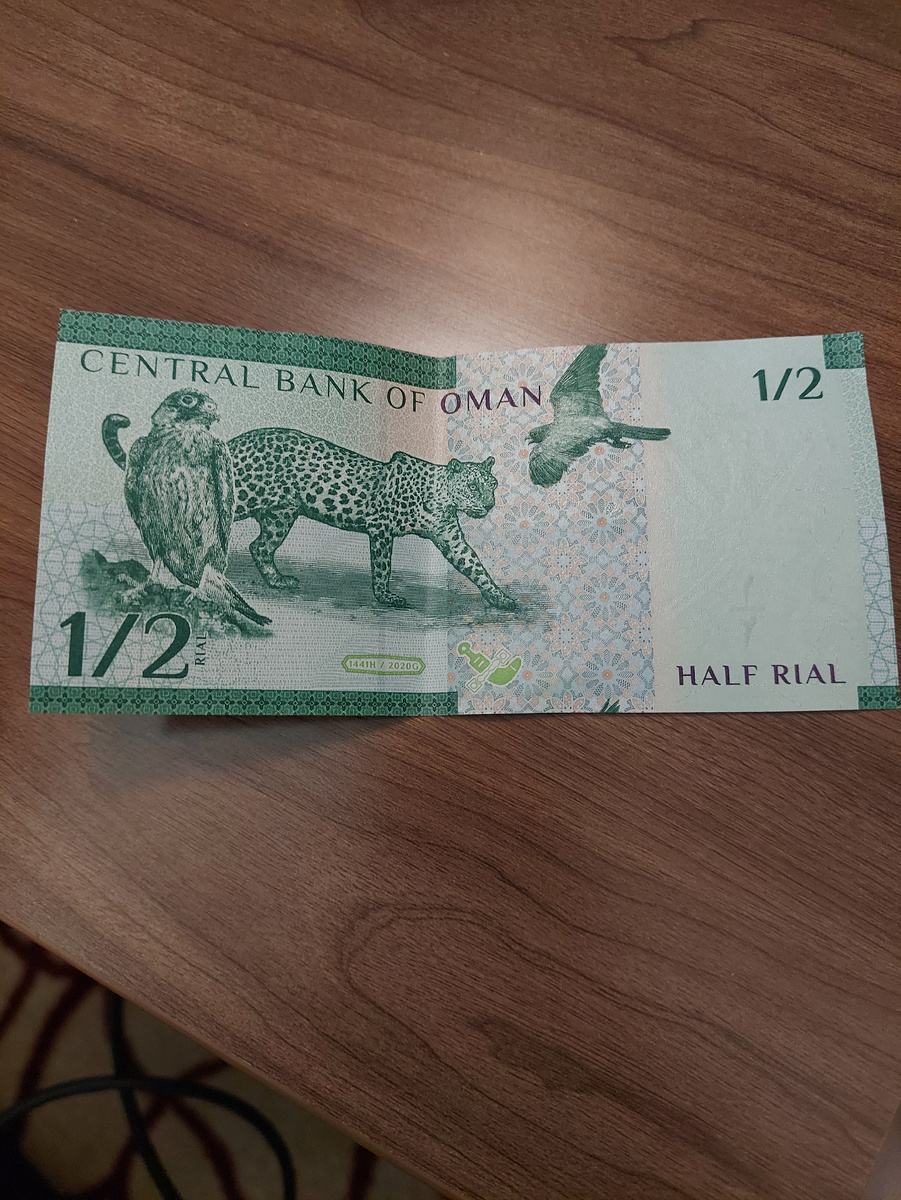 CENTRAL BANK OF OMAN
1/2
1/2
RIAL
1441H / 2020G
HALF RIAL